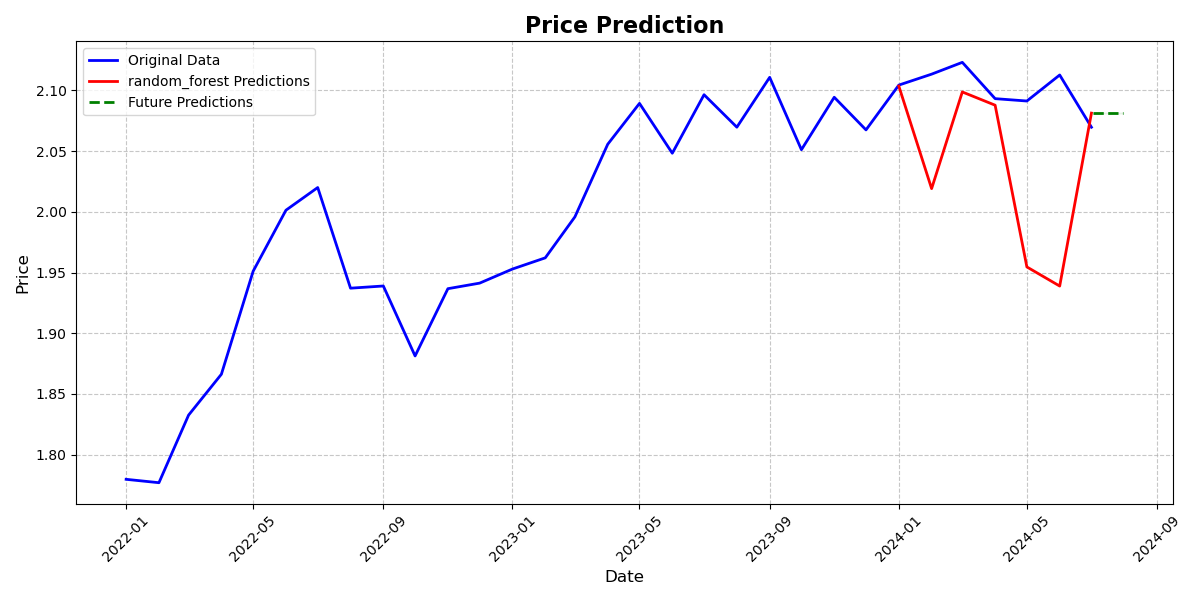 Price Prediction
Original Data
random_forest Predictions
Future Predictions
Price
2.10
2.05
2.00
1.95
1.90
1.85
1.80
2022-01
2022-05
2022-09
2023-01
2023-05
2023-09
2024-01
2024-05
2024-09
Date